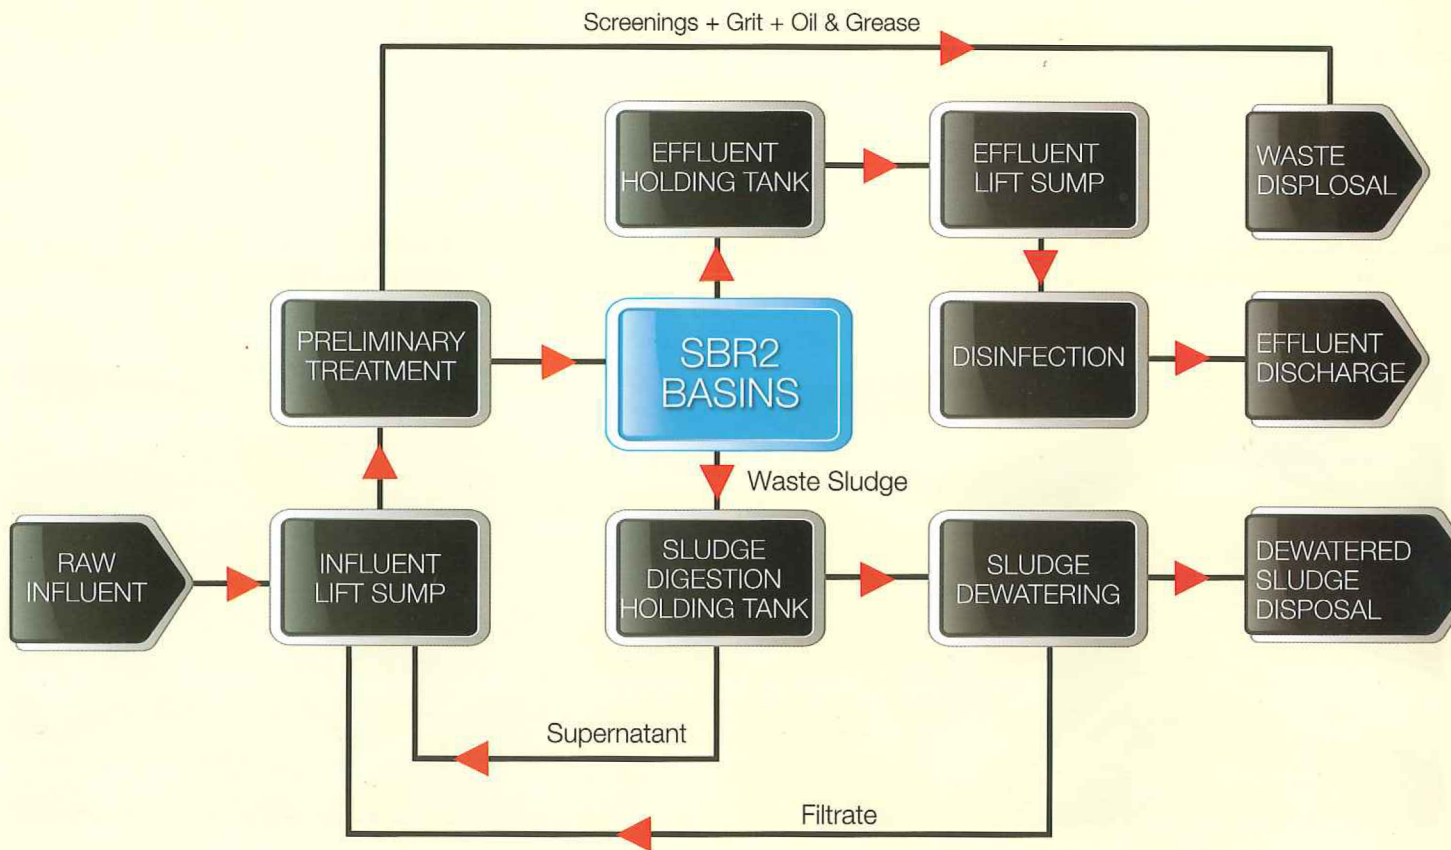 Screenings + Grit + Oil & Grease
EFFLUENT
HOLDING TANK
EFFLUENT
LIFT SUMP
WASTE
DISPLOSAL
PRELIMINARY
TREATMENT
SBR2
BASINS
DISINFECTION
EFFLUENT
DISCHARGE
Waste Sludge
RAW
INFLUENT
INFLUENT
LIFT SUMP
SLUDGE
DIGESTION
HOLDING TANK
SLUDGE
DEWATERING
DEWATERED
SLUDGE
DISPOSAL
Supernatant
Filtrate